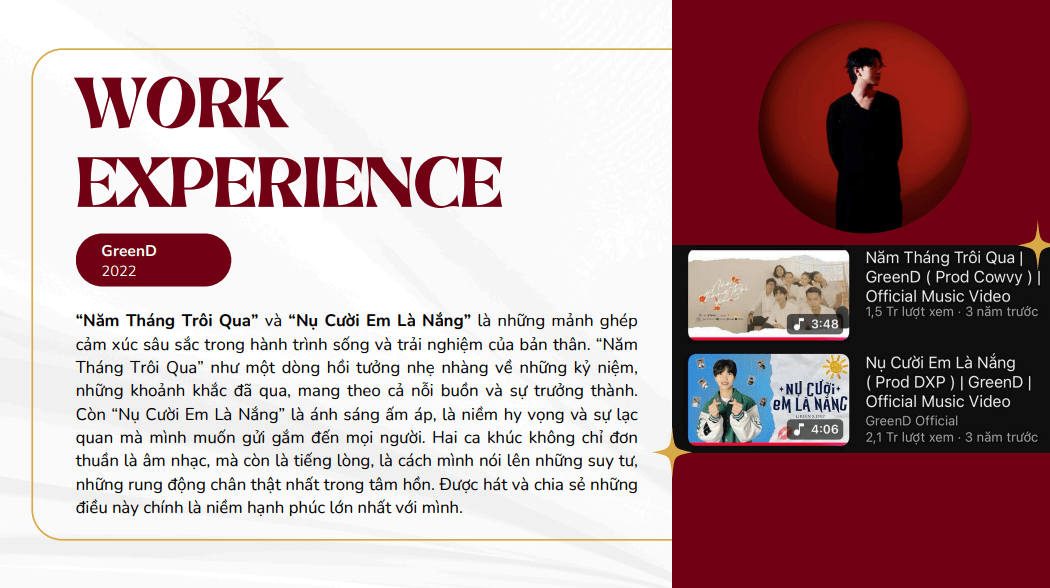 WORK
EXPERIENCE
GreenD
2022
“Năm Tháng Trôi Qua” và “Nụ Cười Em Là Nắng” là những mảnh ghép
cảm xúc sâu sắc trong hành trình sống và trải nghiệm của bản thân. “Năm
Tháng Trôi Qua” như một dòng hồi tưởng nhẹ nhàng về những kỷ niệm,
những khoảnh khắc đã qua, mang theo cả nỗi buồn và sự trưởng thành.
Còn “Nụ Cười Em Là Nắng” là ánh sáng ấm áp, là niềm hy vọng và sự lạc
quan mà mình muốn gửi gắm đến mọi người. Hai ca khúc không chỉ đơn
thuần là âm nhạc, mà còn là tiếng lòng, là cách mình nói lên những suy tư,
những rung động chân thật nhất trong tâm hồn. Được hát và chia sẻ những
điều này chính là niềm hạnh phúc lớn nhất với mình.
3:48
Năm Tháng Trôi Qua |
GreenD ( Prod Cowvy ) |
Official Music Video
1,5 Tr lượt xem · 3 năm trước
NỤ CƯỜI
EM LÀ NẮNG
4:06
Nụ Cười Em Là Nắng
( Prod DXP ) | GreenD |
Official Music Video
GreenD Official
2,1 Tr lượt xem · 3 năm trước